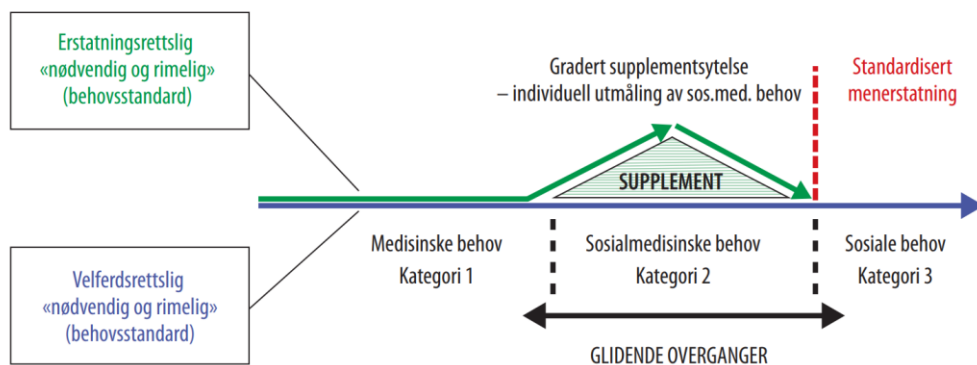 Erstatningsrettslig
«nødvendig og rimelig»
(behovsstandard)
Gradert supplementsytelse
– individuell utmåling av sos.med. behov
Standardisert
menerstatning
SUPPLEMENT
Velferdsrettslig
«nødvendig og rimelig»
(behovsstandard)
Medisinske behov
Kategori 1
Sosialmedisinske behov
Kategori 2
Sosiale behov
Kategori 3
GLIDENDE OVERGANGER